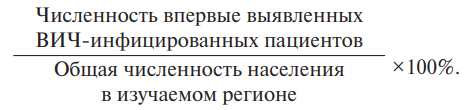 Численность впервые выявленных
ВИЧ-инфицированных пациентов
Общая численность населения
в изучаемом регионе
×100%.